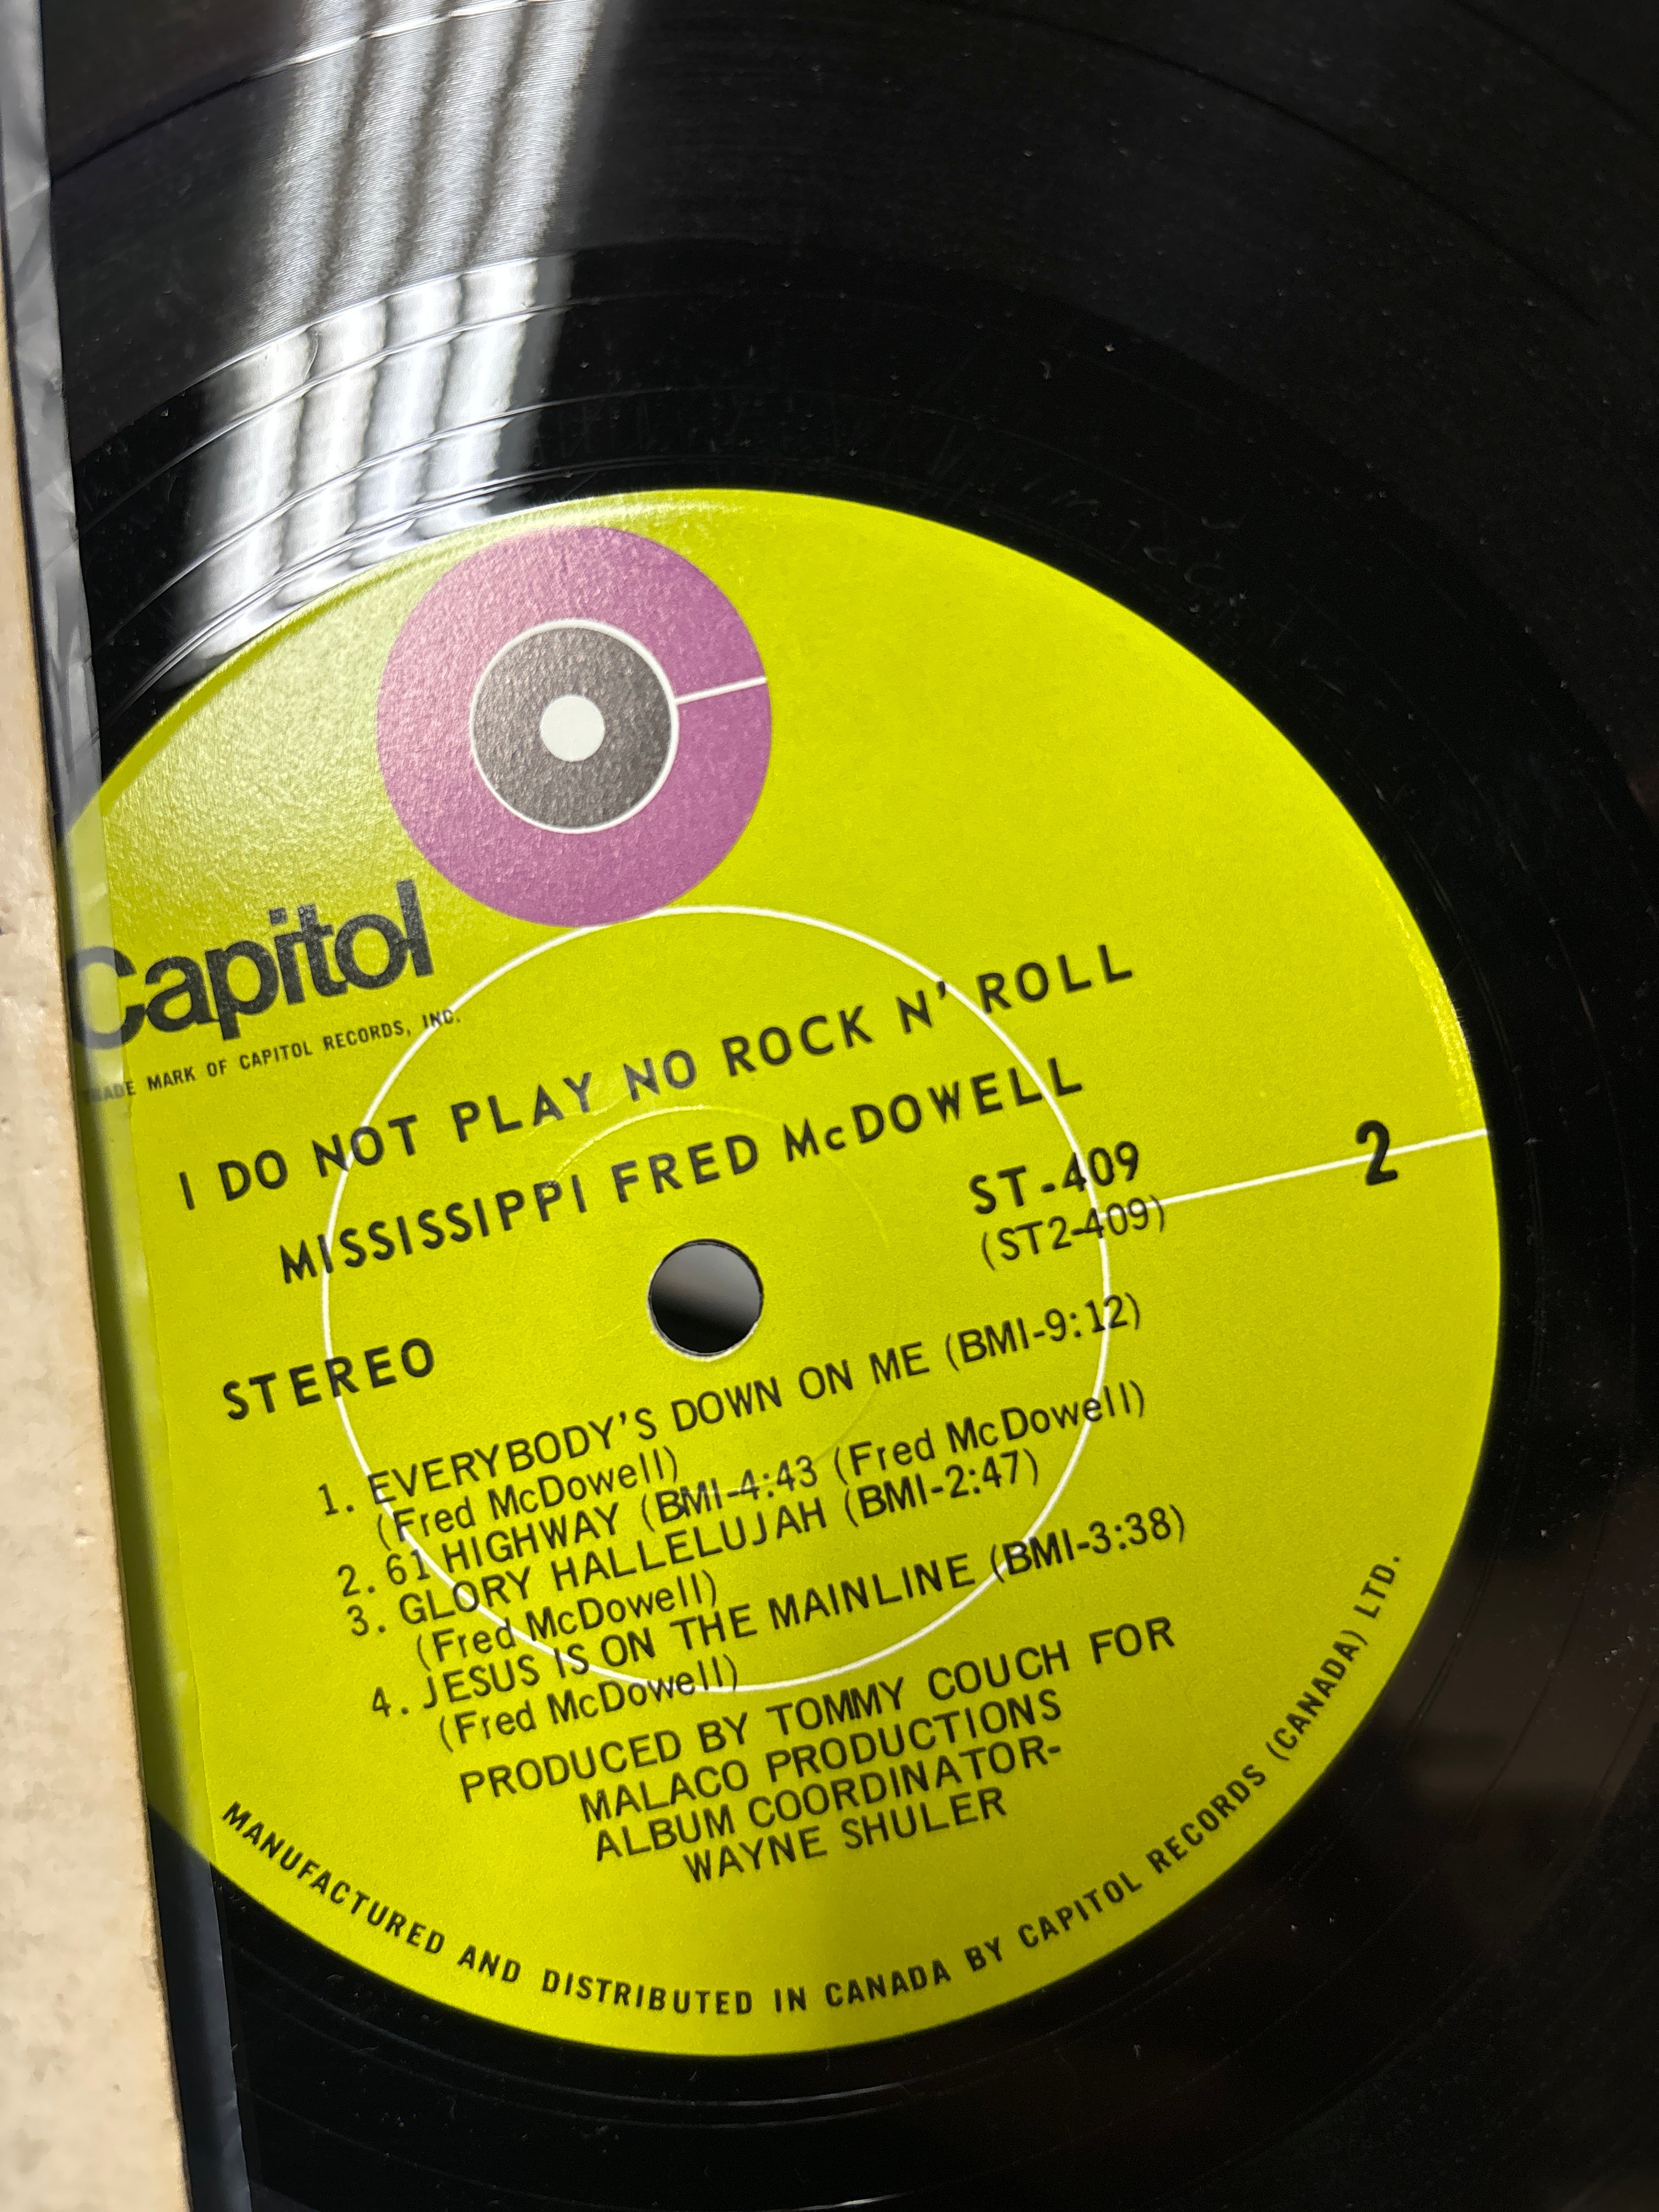 Capitol
MARK OF CAPITOL RECORDS, INC.
I DO NOT PLAY NO ROCK N' ROLL
MISSISSIPPI FRED McDOWELL
ST-409
(ST2-409)
2
STEREO
1. EVERYBODY'S DOWN ON ME (BMI-9:12)
(Fred McDowell)
2. 61 HIGHWAY (BMI-4:43 (Fred McDowell)
3. GLORY HALLELUJAH (BMI-2:47)
(Fred McDowell)
4. JESUS IS ON THE MAINLINE (BMI-3:38)
(Fred McDowell)
PRODUCED BY TOMMY COUCH FOR
MALACO PRODUCTIONS
ALBUM COORDINATOR-
WAYNE SHULER
MANUFACTURED AND DISTRIBUTED IN CANADA BY CAPITOL RECORDS (CANADA) LTD.